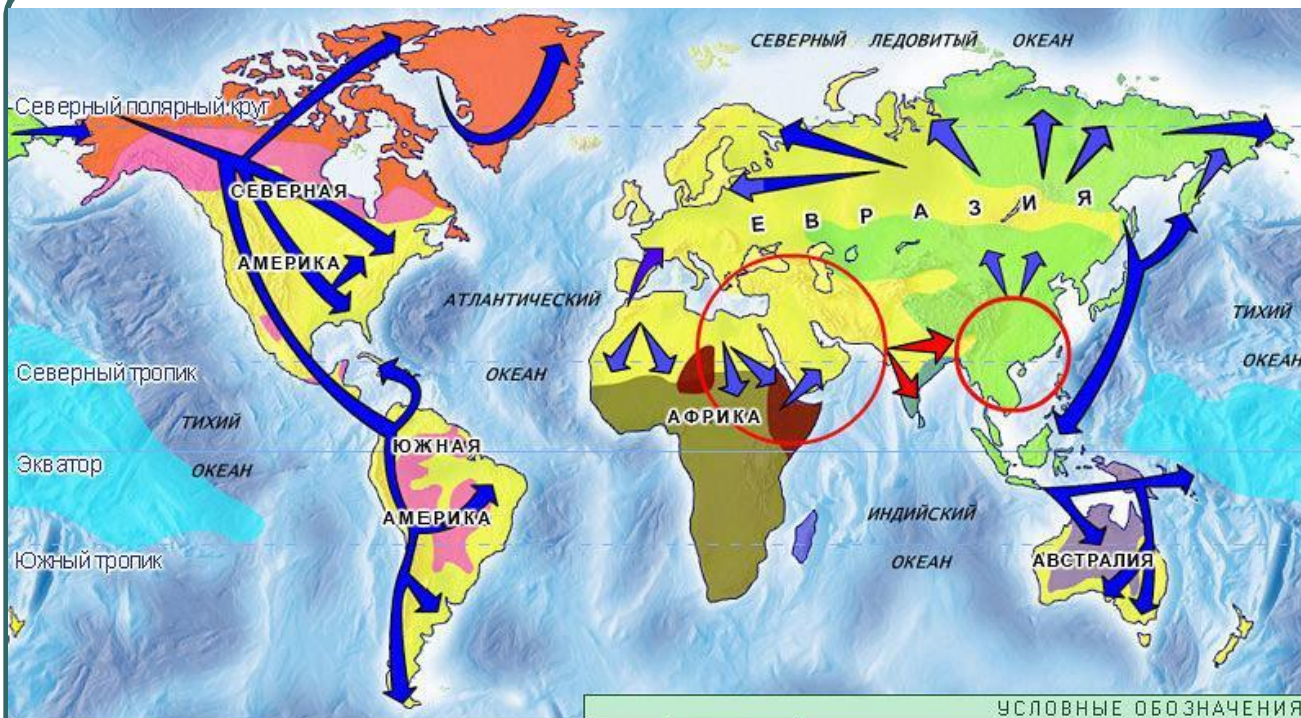 СЕВЕРНЫЙ ЛЕДОВИТЫЙ ОКЕАН
Северный полярный круг
СЕВЕРНАЯ
АМЕРИКА
ЕВРАЗИЯ
АТЛАНТИЧЕСКИЙ
ОКЕАН
ТИХИЙ
ОКЕАН
Северный тропик
ТИХИЙ
ОКЕАН
АФРИКА
Экватор
ЮЖНАЯ
АМЕРИКА
ИНДИЙСКИЙ
ОКЕАН
Южный тропик
АВСТРАЛИЯ
УСЛОВНЫЕ ОБОЗНАЧЕНИЯ